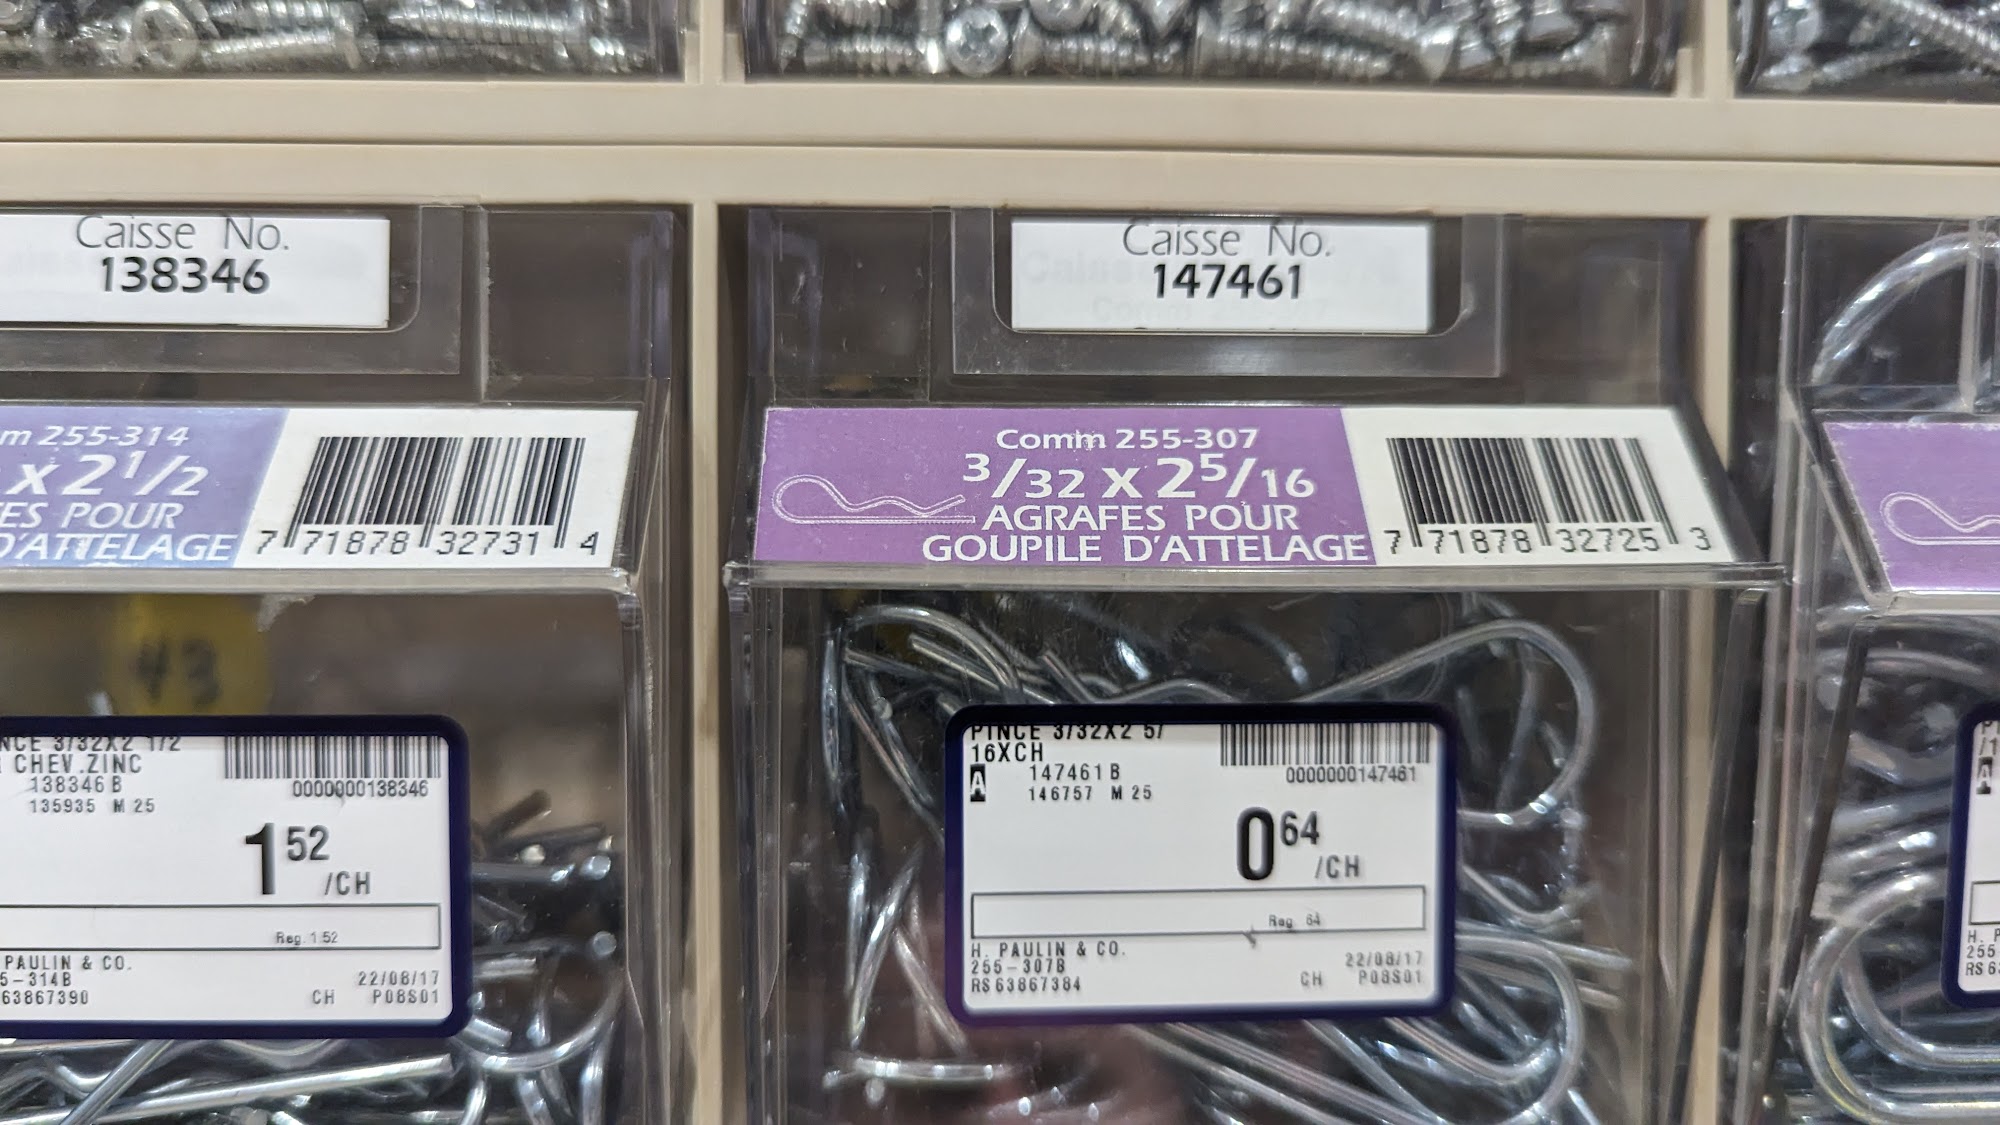 Caisse No.
138346
Caisse No.
147461
m 255-314
x 2 1/2
ES POUR
D'ATTELAGE
7 71878 32731 4
Comm 255-307
3/32 x 2 5/16
AGRAFES POUR
GOUPILE D'ATTELAGE
7 71878 32725 3
43
NCE 3/32X2 1/2
CHEV.ZINC
138346 B
0000000138346
135935 M 25
1 52
/CH
Reg. 1 52
PAULIN & CO.
5-314B
63867390
22/08/17
CH P08S01
PINCE 3/32X2 5/
16XCH
A 147461 B
0000000147461
146757 M 25
0 64
/CH
Reg. 64
H. PAULIN & CO.
255-307B
RS63867384
22/08/17
CH P08S01
H. P
255
RS 6